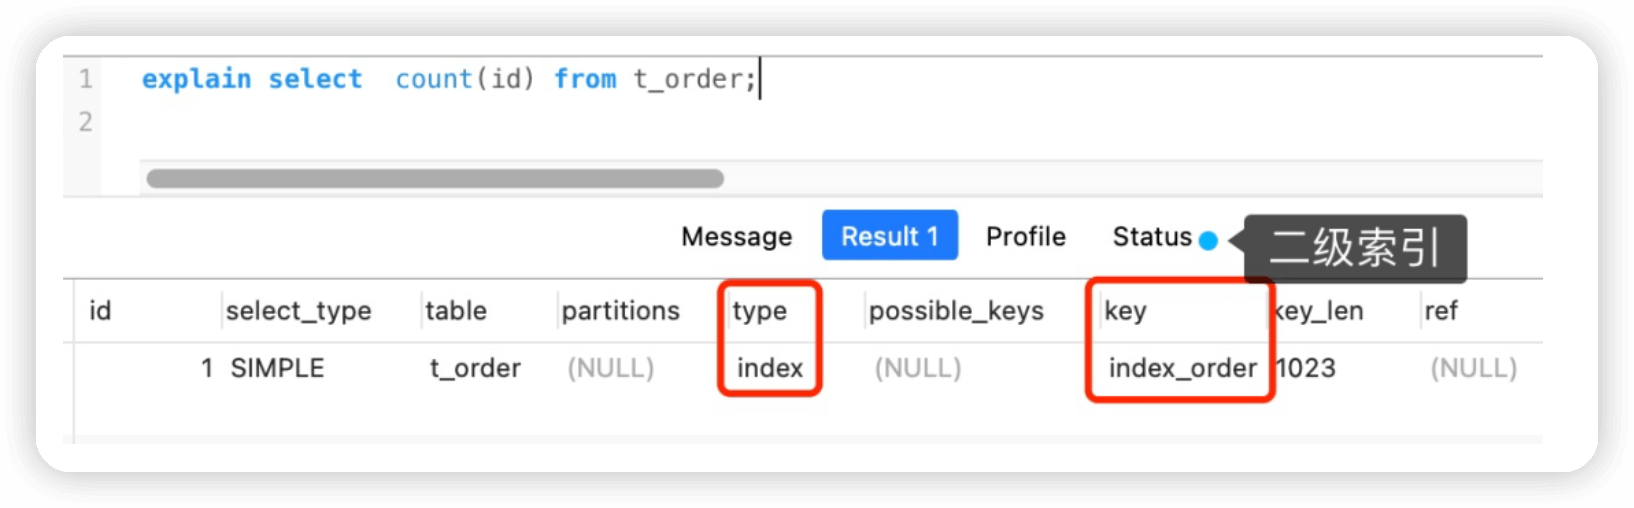 1 explain select count(id) from t_order;
2
Message Result 1 Profile Status 二级索引
id select_type table partitions type possible_keys key key_len ref
1 SIMPLE t_order (NULL) index (NULL) index_order 1023 (NULL)